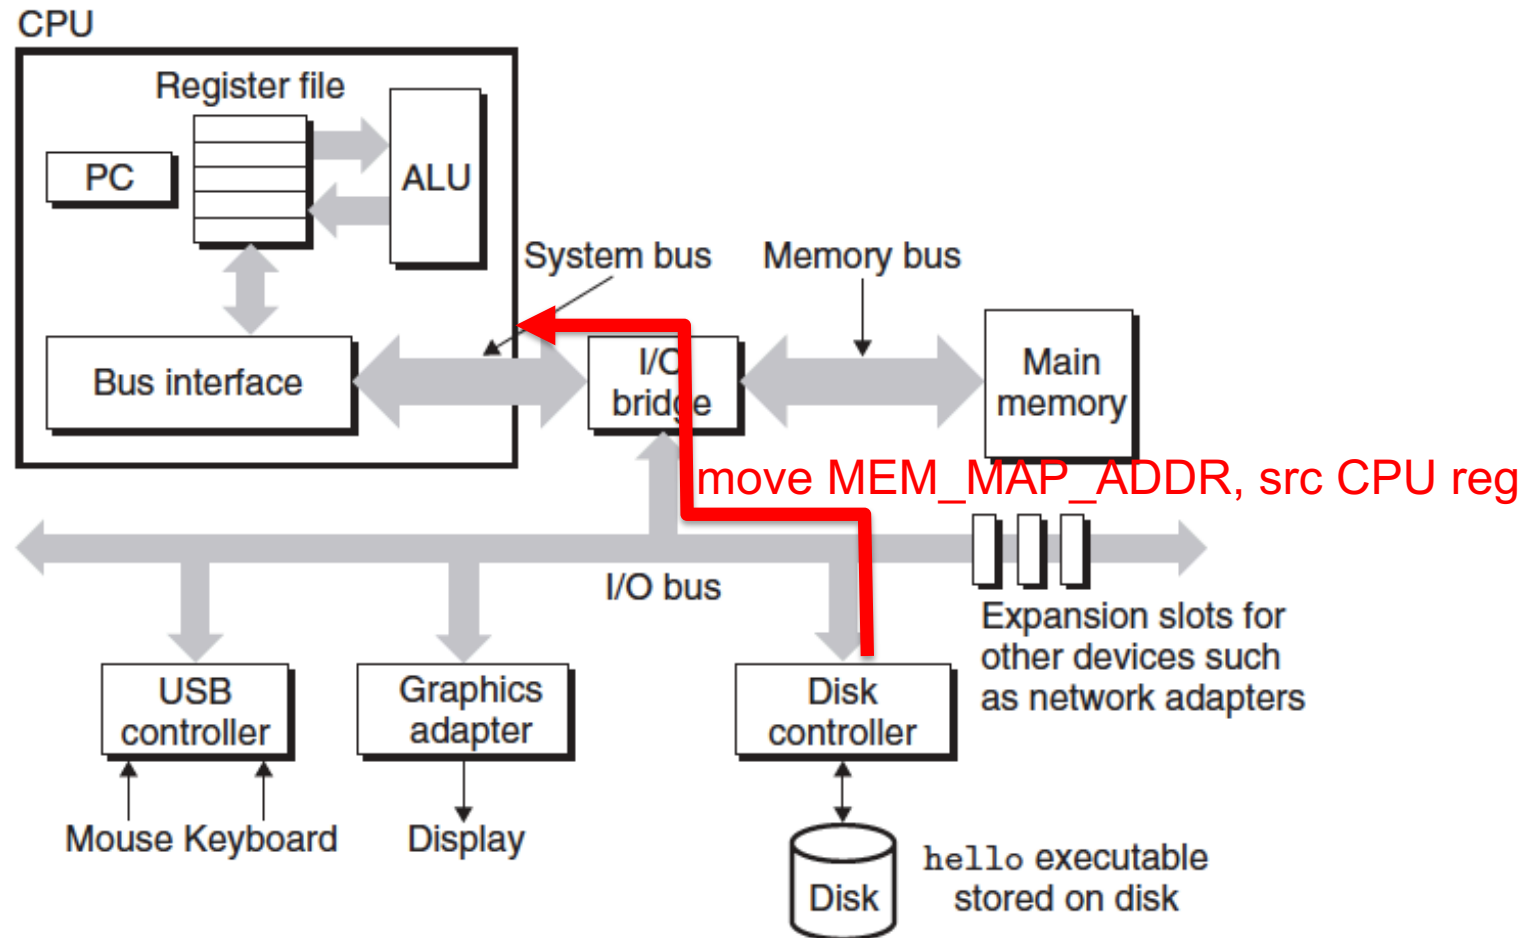 CPU
Register file
PC
ALU
System bus
Memory bus
Bus interface
I/O
bridge
Main
memory
move MEM_MAP_ADDR, src CPU reg
I/O bus
Expansion slots for
other devices such
as network adapters
USB
controller
Graphics
adapter
Disk
controller
Mouse Keyboard
Display
Disk
hello executable
stored on disk